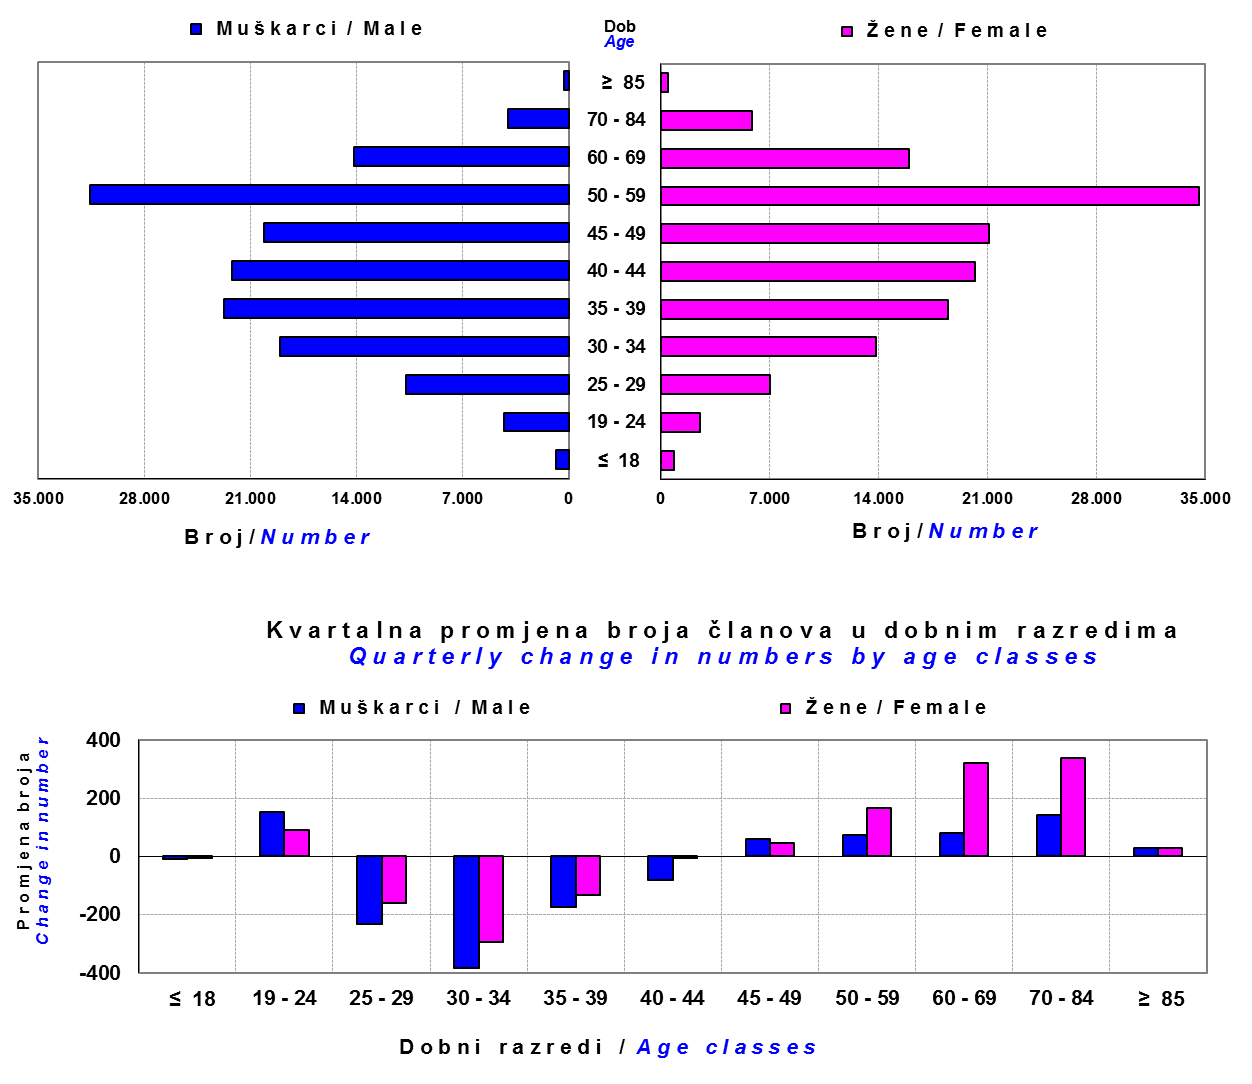 Muškarci / Male
Dob
Age
Žene / Female
≥ 85
70 - 84
60 - 69
50 - 59
45 - 49
40 - 44
35 - 39
30 - 34
25 - 29
19 - 24
≤ 18
35.000 28.000 21.000 14.000 7.000 0
0 7.000 14.000 21.000 28.000 35.000
Broj/Number
Broj/Number
Kvartalna promjena broja članova u dobnim razredima
Quarterly change in numbers by age classes
Muškarci / Male
Žene / Female
Promjena broja
Change in number
400
200
0
-200
-400
≤ 18 19 - 24 25 - 29 30 - 34 35 - 39 40 - 44 45 - 49 50 - 59 60 - 69 70 - 84 ≥ 85
Dobni razredi / Age classes